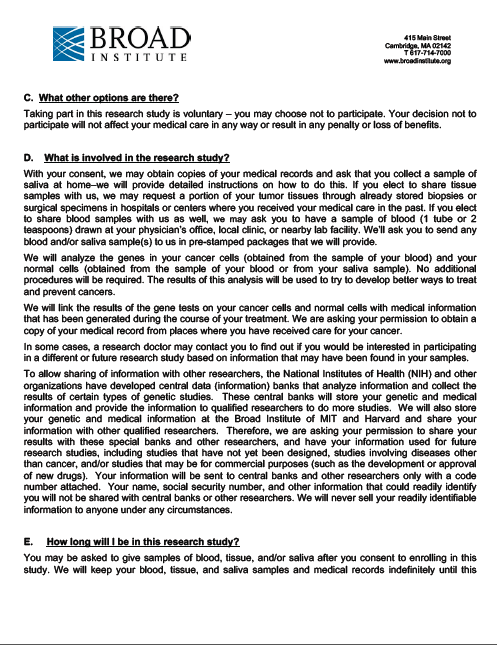 BROAD
INSTITUTE
415 Main Street
Cambridge, MA 02142
T 617-714-7000
www.broadinstitute.org
C. What other options are there?
Taking part in this research study is voluntary – you may choose not to participate. Your decision not to
participate will not affect your medical care in any way or result in any penalty or loss of benefits.
D. What is involved in the research study?
With your consent, we may obtain copies of your medical records and ask that you collect a sample of
saliva at home–we will provide detailed instructions on how to do this. If you elect to share tissue
samples with us, we may request a portion of your tumor tissues through already stored biopsies or
surgical specimens in hospitals or centers where you received your medical care in the past. If you elect
to share blood samples with us as well, we may ask you to have a sample of blood (1 tube or 2
teaspoons) drawn at your physician's office, local clinic, or nearby lab facility. We'll ask you to send any
blood and/or saliva sample(s) to us in pre-stamped packages that we will provide.
We will analyze the genes in your cancer cells (obtained from the sample of your blood) and your
normal cells (obtained from the sample of your blood or from your saliva sample). No additional
procedures will be required. The results of this analysis will be used to try to develop better ways to treat
and prevent cancers.
We will link the results of the gene tests on your cancer cells and normal cells with medical information
that has been generated during the course of your treatment. We are asking your permission to obtain a
copy of your medical record from places where you have received care for your cancer.
In some cases, a research doctor may contact you to find out if you would be interested in participating
in a different or future research study based on information that may have been found in your samples.
To allow sharing of information with other researchers, the National Institutes of Health (NIH) and other
organizations have developed central data (information) banks that analyze information and collect the
results of certain types of genetic studies. These central banks will store your genetic and medical
information and provide the information to qualified researchers to do more studies. We will also store
your genetic and medical information at the Broad Institute of MIT and Harvard and share your
information with other qualified researchers. Therefore, we are asking your permission to share your
results with these special banks and other researchers, and have your information used for future
research studies, including studies that have not yet been designed, studies involving diseases other
than cancer, and/or studies that may be for commercial purposes (such as the development or approval
of new drugs). Your information will be sent to central banks and other researchers only with a code
number attached. Your name, social security number, and other information that could readily identify
you will not be shared with central banks or other researchers. We will never sell your readily identifiable
information to anyone under any circumstances.
E. How long will I be in this research study?
You may be asked to give samples of blood, tissue, and/or saliva after you consent to enrolling in this
study. We will keep your blood, tissue, and saliva samples and medical records indefinitely until this